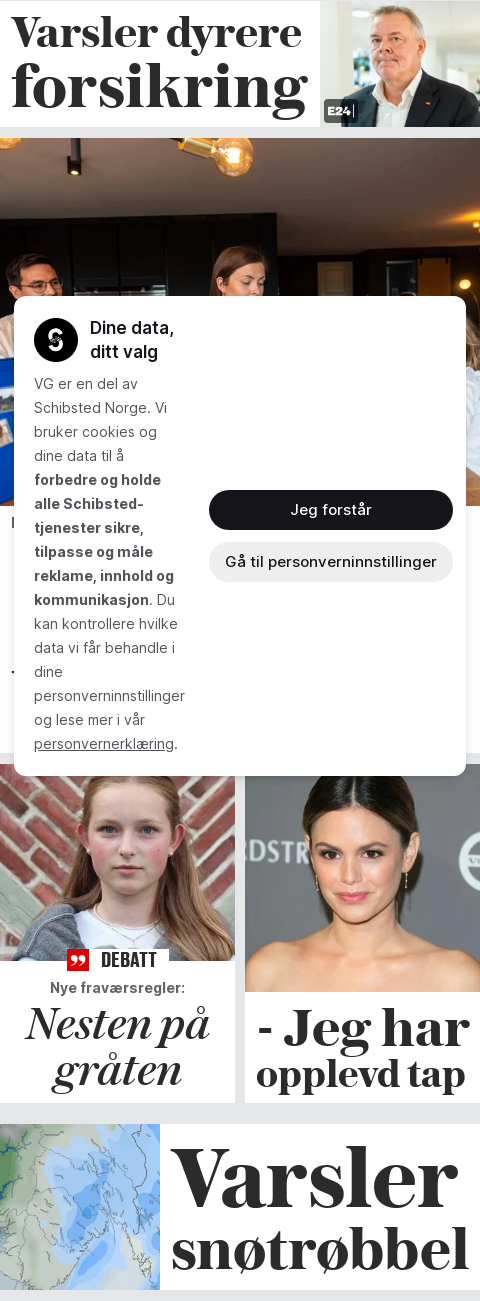 Varsler dyrere
forsikring
E24
Dine data,
ditt valg
VG er en del av
Schibsted Norge. Vi
bruker cookies og
dine data til å
forbedre og holde
alle Schibsted-
tjenester sikre,
tilpasse og måle
reklame, innhold og
kommunikasjon. Du
kan kontrollere hvilke
data vi får behandle i
dine
personverninnstillinger
og lese mer i vår
personvernerklæring.
Jeg forstår
Gå til personverninnstillinger
DEBATT
Nye fraværsregler:
Nesten på
gråten
- Jeg har
opplevd tap
Varsler
snøtrøbbel